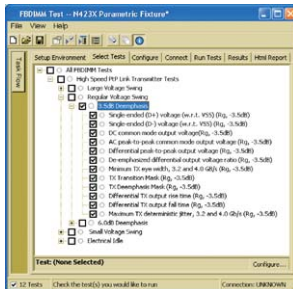 FBDIMM Test -- N423X Parametric Fixture*
File View Help
Setup Environment Select Tests Configure Connect Run Tests Results Html Report
Task Flow
All FBDIMM Tests
High Speed PtP Link Transmitter Tests
Large Voltage Swing
Regular Voltage Swing
3.5dB Deemphasis
Single-ended (D+) voltage (w.r.t. VSS) (Rg, -3.5dB)
Single-ended (D-) voltage (w.r.t. VSS) (Rg, -3.5dB)
DC common mode output voltage(Rg, -3.5dB)
AC peak-to-peak common mode output voltage (Rg, -3.5dB)
Differential peak-to-peak output voltage (Rg, -3.5dB)
De-emphasized differential output voltage ratio (Rg, -3.5dB)
Minimum TX eye width, 3.2 and 4.0 GB/s (Rg, -3.5dB)
TX Transition Mask (Rg, -3.5dB)
TX Deemphasis Mask (Rg, -3.5dB)
Differential TX output rise time (Rg, -3.5dB)
Differential TX output fall time (Rg, -3.5dB)
Maximum TX deterministic jitter, 3.2 and 4.0 Gb/s (Rg, -3.5dB)
6.0dB Deemphasis
Small Voltage Swing
Electrical Idle
Test: (None Selected)
Configure...
12 Tests Check the test(s) you would like to run Connection: UNKNOWN